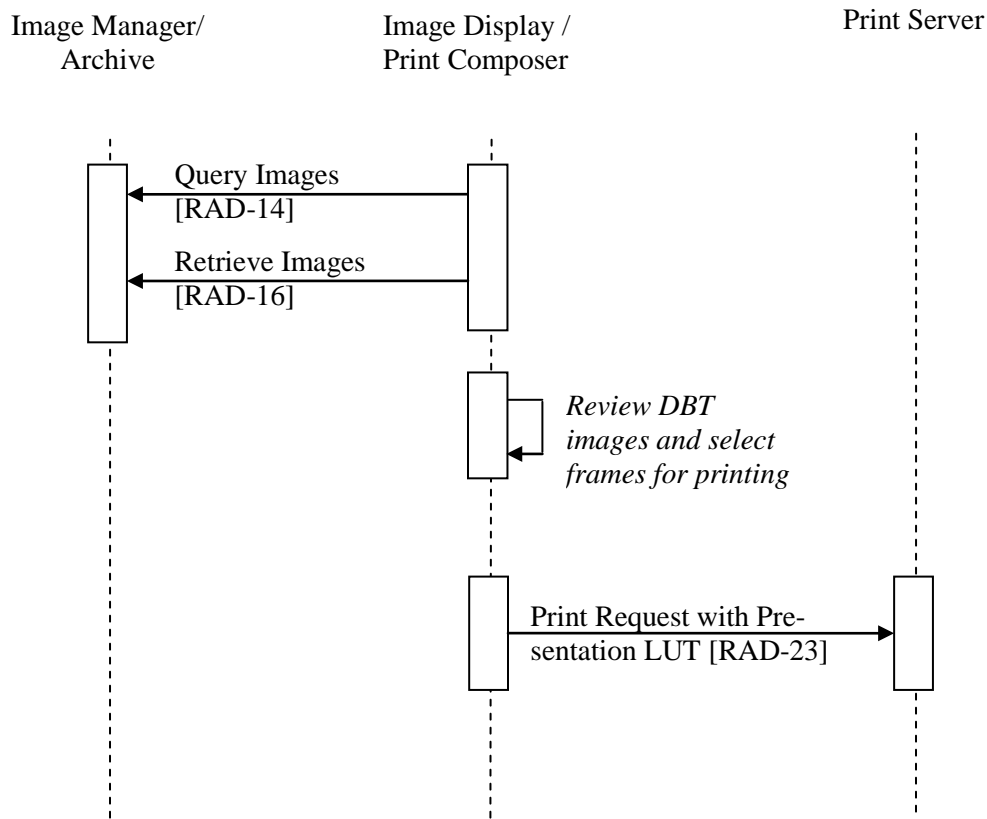 Image Manager/
Archive
Image Display /
Print Composer
Print Server
Query Images
[RAD-14]
Retrieve Images
[RAD-16]
Review DBT
images and select
frames for printing
Print Request with Pre-
sentation LUT [RAD-23]